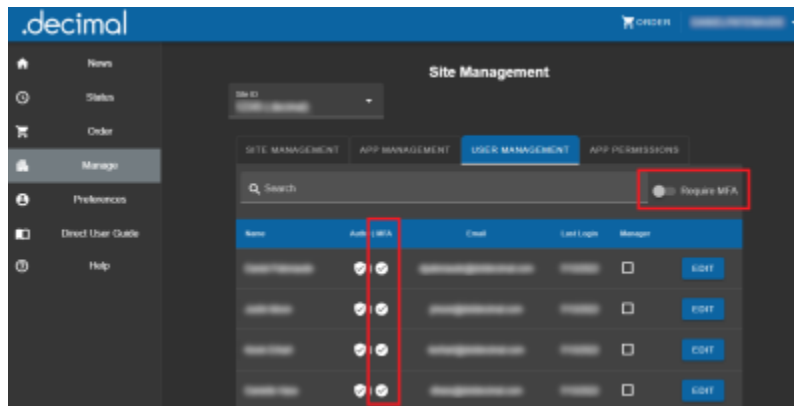 .decimal
ORDER
News
Status
Order
Manage
Preferences
Direct User Guide
Help
Site Management
Site ID
SITE MANAGEMENT APP MANAGEMENT USER MANAGEMENT APP PERMISSIONS
Search
Require MFA
Name MFA Email Last Login Manager
EDIT
EDIT
EDIT
EDIT